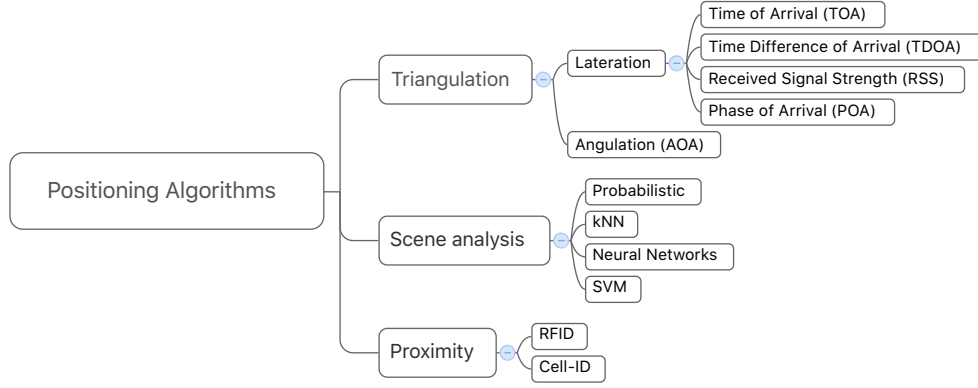 Positioning Algorithms
Triangulation
Lateration
Time of Arrival (TOA)
Time Difference of Arrival (TDOA)
Received Signal Strength (RSS)
Phase of Arrival (POA)
Angulation (AOA)
Scene analysis
Probabilistic
kNN
Neural Networks
SVM
Proximity
RFID
Cell-ID